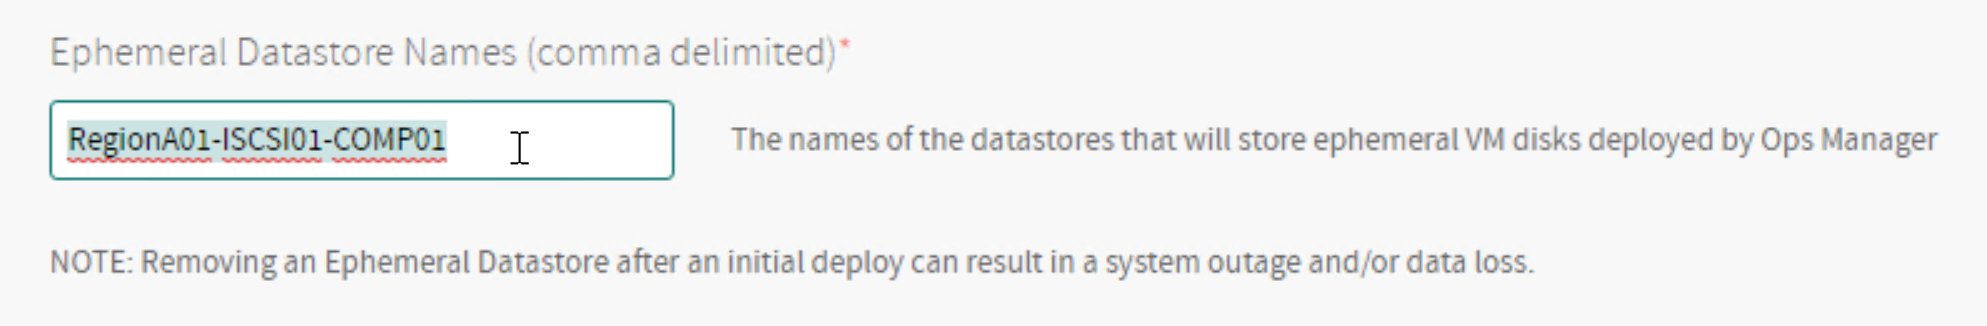 Ephemeral Datastore Names (comma delimited)*
RegionA01-ISCSI01-COMP01
The names of the datastores that will store ephemeral VM disks deployed by Ops Manager
NOTE: Removing an Ephemeral Datastore after an initial deploy can result in a system outage and/or data loss.